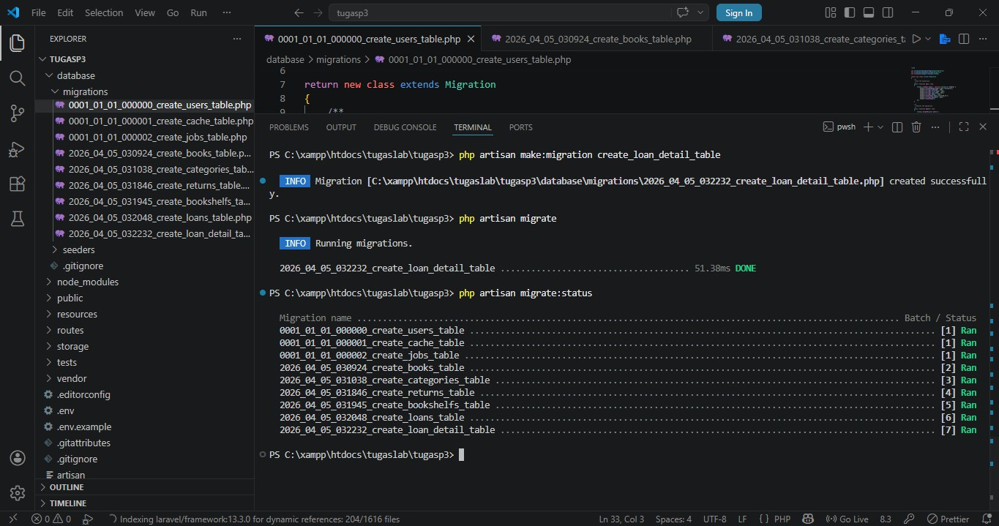 File Edit Selection View Go Run ··· tugasp3 Sign In
EXPLORER ···
TUGASP3
database
migrations
0001_01_01_000000_create_users_table.php
0001_01_01_000001_create_cache_table.php
0001_01_01_000002_create_jobs_table.php
2026_04_05_030924_create_books_table.p...
2026_04_05_031038_create_categories_tab...
2026_04_05_031846_create_returns_table....
2026_04_05_031945_create_bookshelfs_ta...
2026_04_05_032048_create_loans_table.php
2026_04_05_032232_create_loan_detail_ta...
seeders
.gitignore
node_modules
public
resources
routes
storage
tests
vendor
.editorconfig
.env
.env.example
.gitattributes
.gitignore
artisan
OUTLINE
TIMELINE
0001_01_01_000000_create_users_table.php 2026_04_05_030924_create_books_table.php 2026_04_05_031038_create_categories_t
database > migrations > 0001_01_01_000000_create_users_table.php
6
7 return new class extends Migration
8 {
9 /**
PROBLEMS OUTPUT DEBUG CONSOLE TERMINAL PORTS pwsh
PS C:\xampp\htdocs\tugaslab\tugasp3> php artisan make:migration create_loan_detail_table
INFO Migration [C:\xampp\htdocs\tugaslab\tugasp3\database\migrations\2026_04_05_032232_create_loan_detail_table.php] created successfull
y.
PS C:\xampp\htdocs\tugaslab\tugasp3> php artisan migrate
INFO Running migrations.
2026_04_05_032232_create_loan_detail_table .................................... 51.38ms DONE
PS C:\xampp\htdocs\tugaslab\tugasp3> php artisan migrate:status
Migration name ........................................ Batch / Status
0001_01_01_000000_create_users_table ........................................ [1] Ran
0001_01_01_000001_create_cache_table ........................................ [1] Ran
0001_01_01_000002_create_jobs_table ........................................ [1] Ran
2026_04_05_030924_create_books_table ........................................ [2] Ran
2026_04_05_031038_create_categories_table ........................................ [3] Ran
2026_04_05_031846_create_returns_table ........................................ [4] Ran
2026_04_05_031945_create_bookshelfs_table ........................................ [5] Ran
2026_04_05_032048_create_loans_table ........................................ [6] Ran
2026_04_05_032232_create_loan_detail_table ........................................ [7] Ran
PS C:\xampp\htdocs\tugaslab\tugasp3>
0 0 Indexing laravel/framework:13.3.0 for dynamic references: 204/1616 files Ln 33, Col 3 Spaces: 4 UTF-8 LF { } PHP Go Live 8.3 Prettier